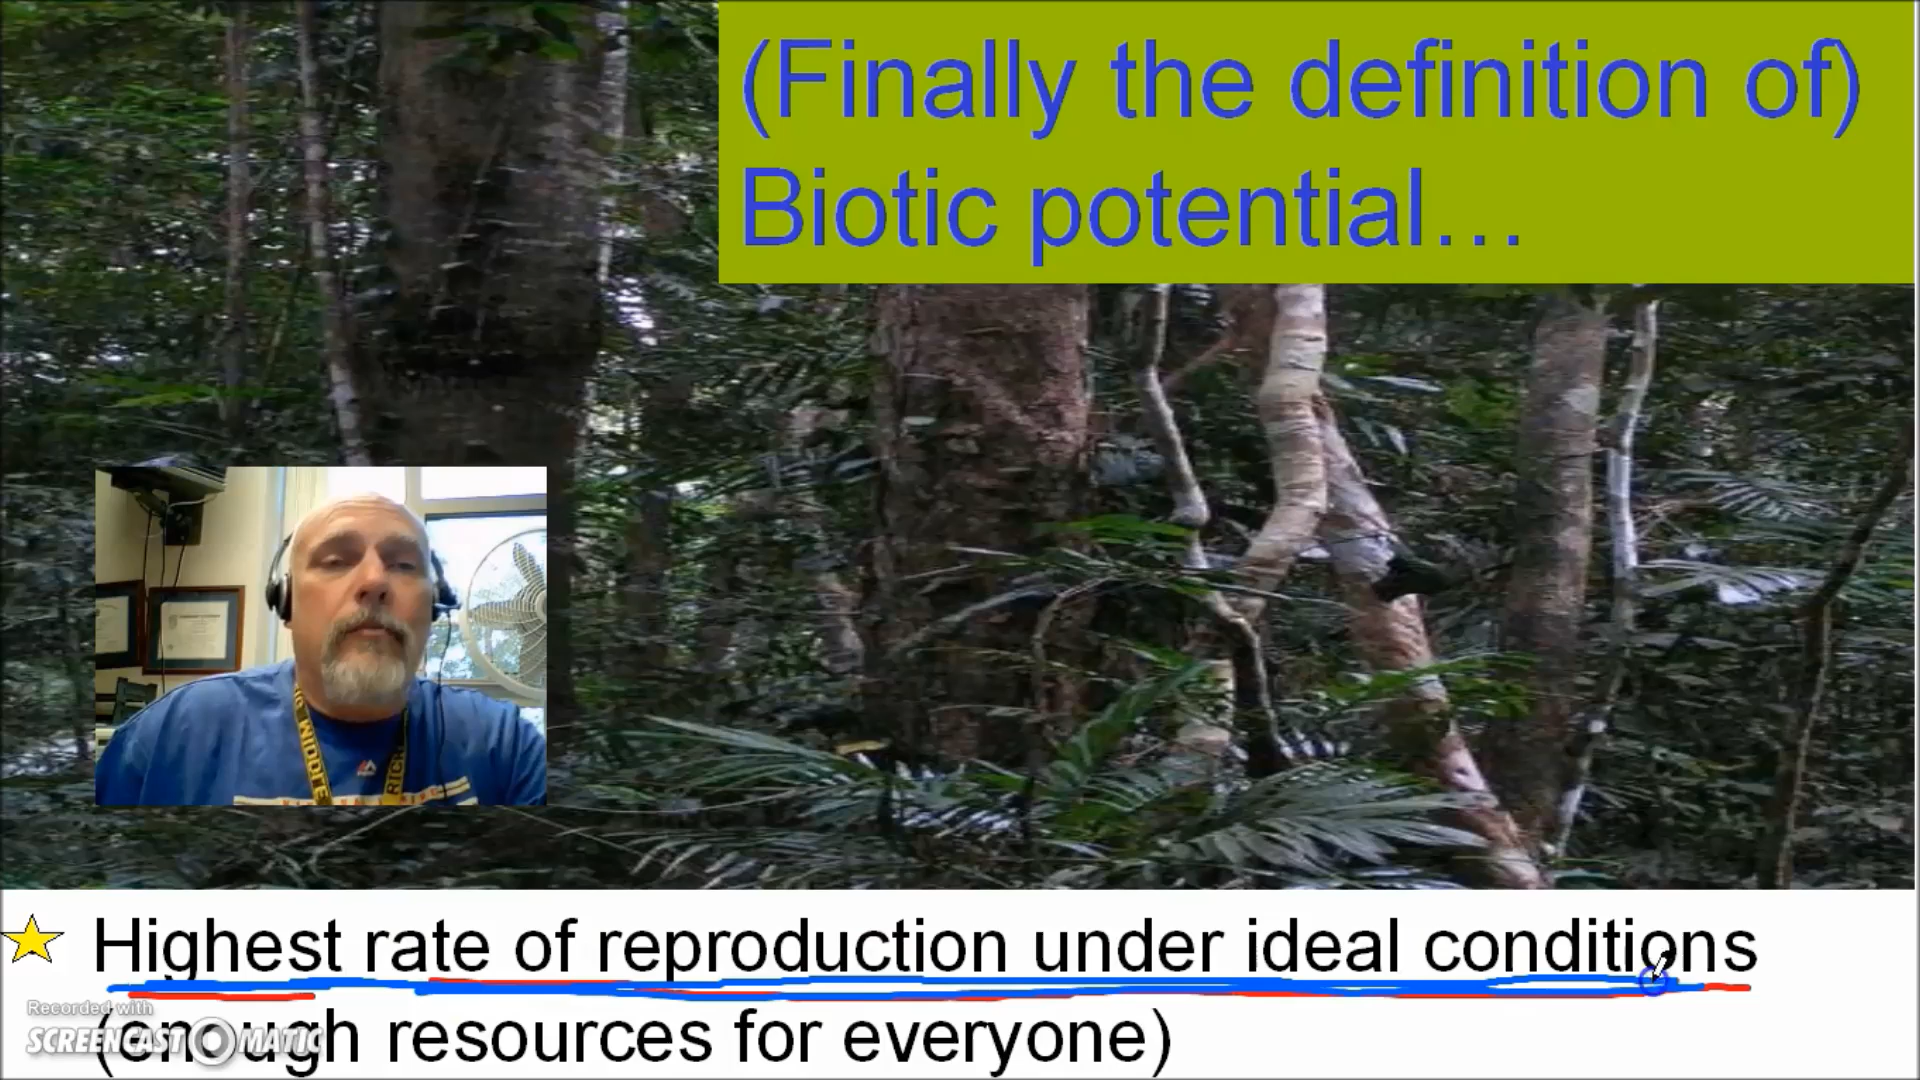 (Finally the definition of)
Biotic potential…
Highest rate of reproduction under ideal conditions
(enough resources for everyone)
Recorded with
SCREENCAST MATIC